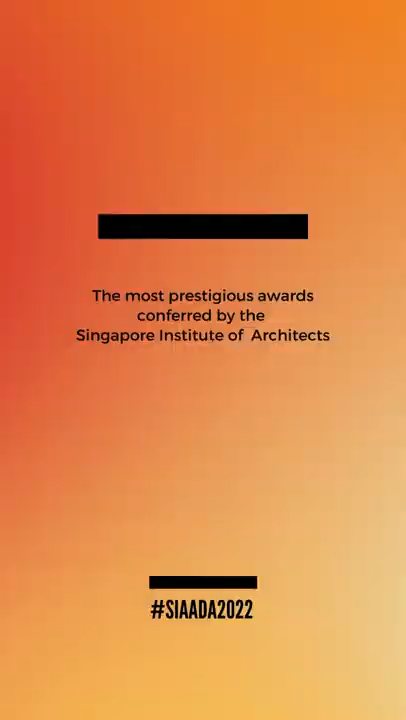 The most prestigious awards
conferred by the
Singapore Institute of Architects
#SIAADA2022